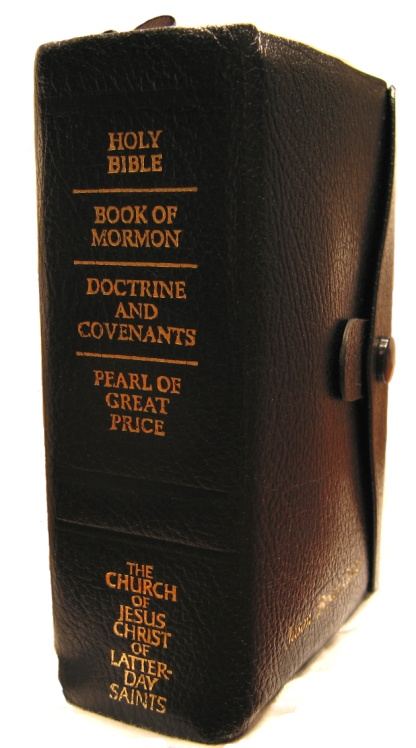 HOLY
BIBLE
BOOK OF
MORMON
DOCTRINE
AND
COVENANTS
PEARL OF
GREAT
PRICE
THE
CHURCH
OF
JESUS
CHRIST
OF
LATTER-
DAY
SAINTS